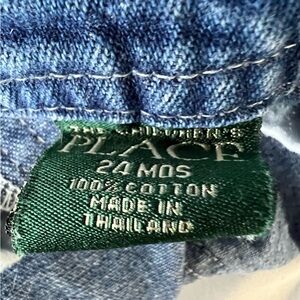 THE CHILDREN'S
PLACE
24 MOS
100% COTTON
MADE IN
THAILAND